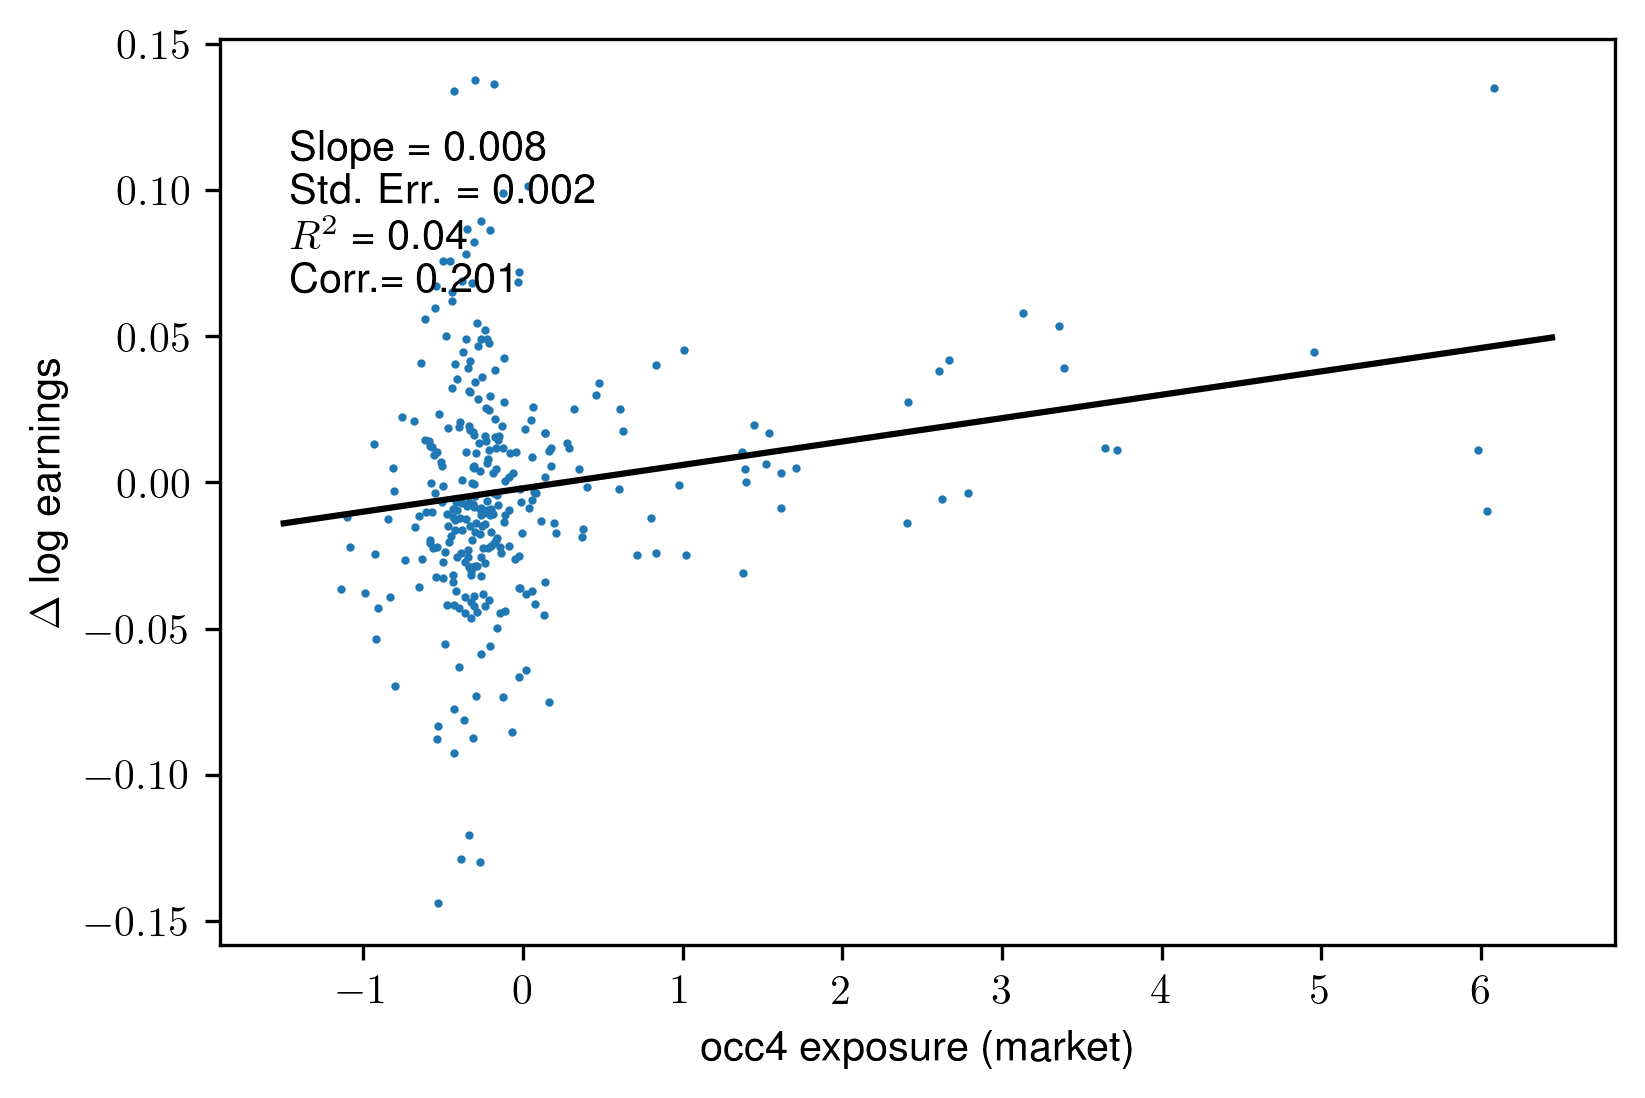 0.15
0.10
0.05
0.00
−0.05
−0.10
−0.15
Δ log earnings
Slope = 0.008
Std. Err. = 0.002
R² = 0.04
Corr.= 0.201
−1 0 1 2 3 4 5 6
occ4 exposure (market)